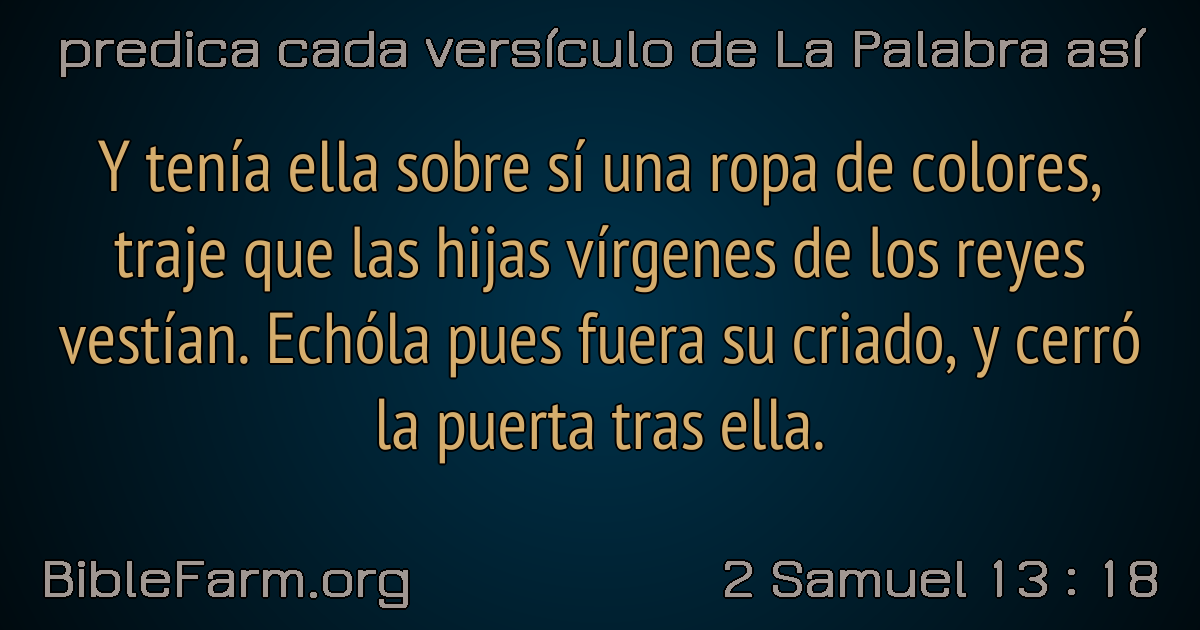 predica cada versículo de La Palabra así
Y tenía ella sobre sí una ropa de colores,
traje que las hijas vírgenes de los reyes
vestían. Echóla pues fuera su criado, y cerró
la puerta tras ella.
BibleFarm.org
2 Samuel 13 : 18